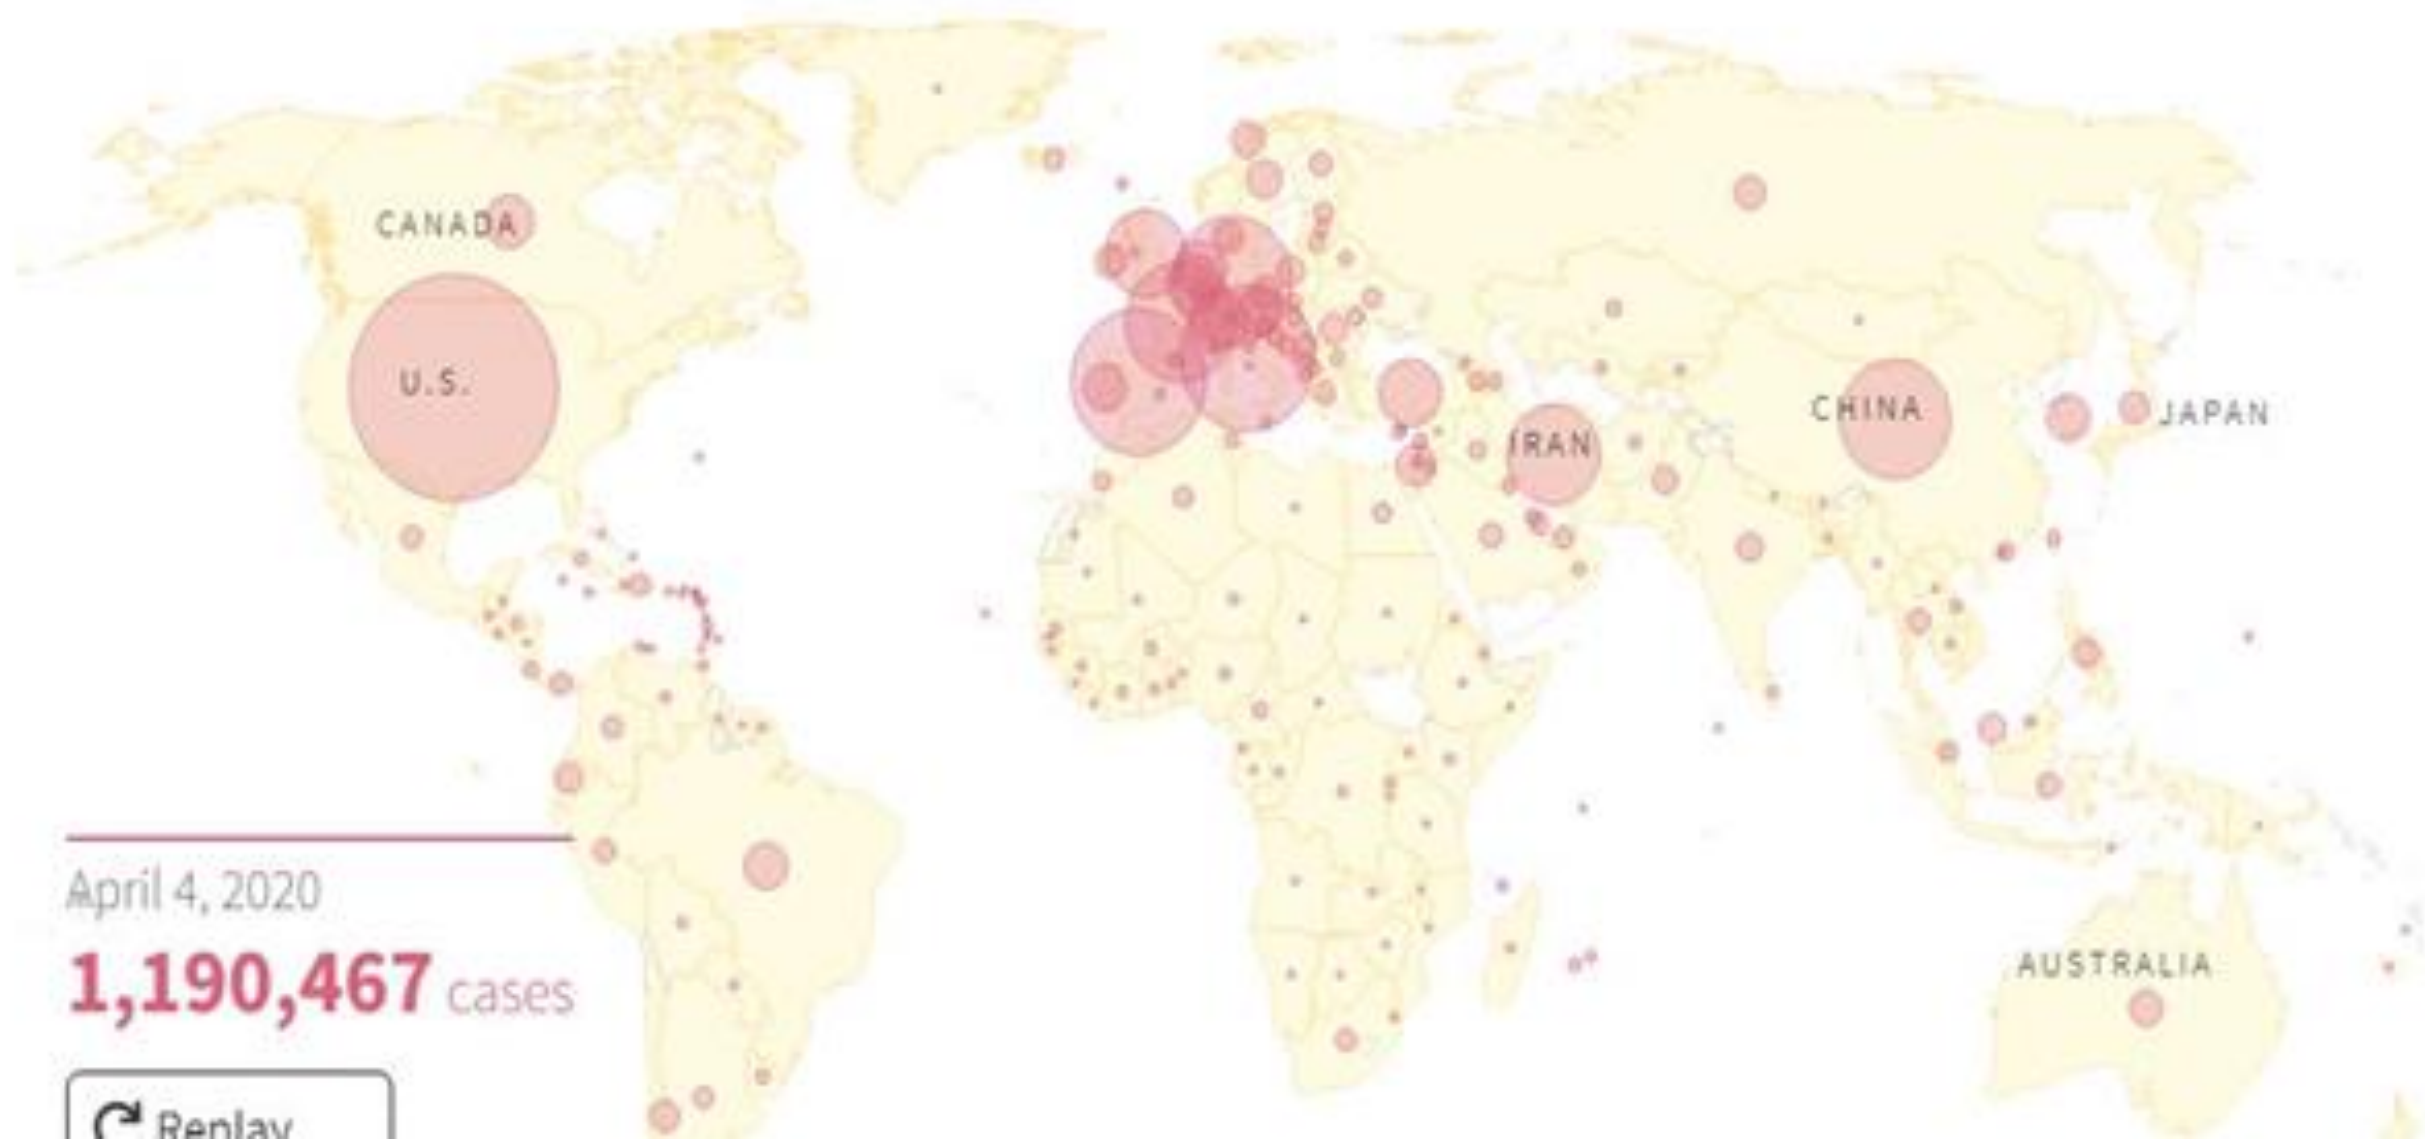 CANADA
U.S.
IRAN
CHINA
JAPAN
April 4, 2020
1,190,467 cases
AUSTRALIA
Replay